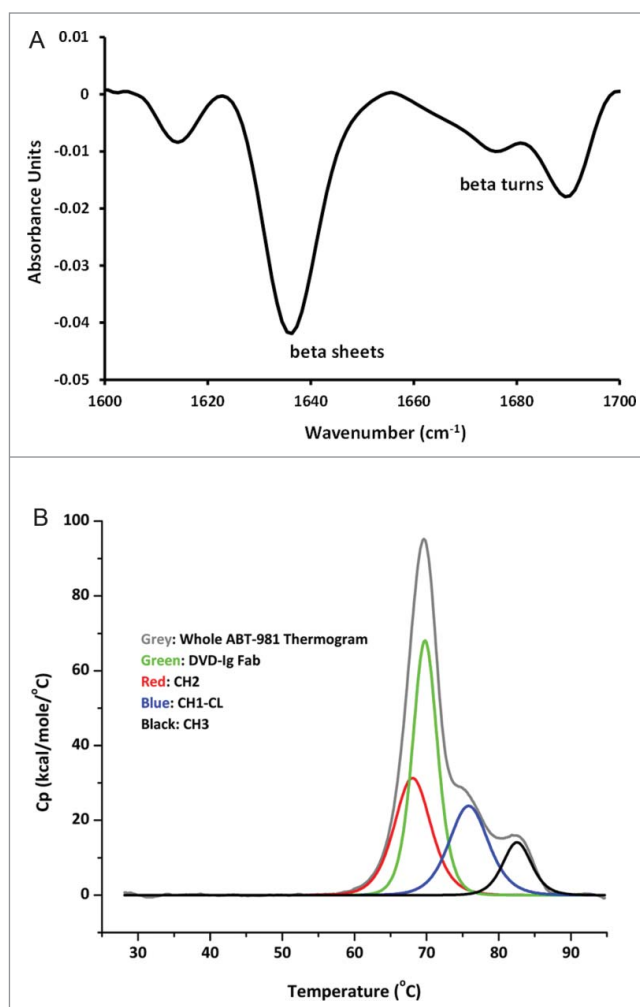 A
0.01
0
-0.01
-0.02
-0.03
-0.04
-0.05
Absorbance Units
beta turns
beta sheets
1600 1620 1640 1660 1680 1700
Wavenumber (cm⁻¹)
B
100
80
60
40
20
0
Cp (kcal/mole/°C)
Grey: Whole ABT-981 Thermogram
Green: DVD-Ig Fab
Red: CH2
Blue: CH1-CL
Black: CH3
30 40 50 60 70 80 90
Temperature (°C)